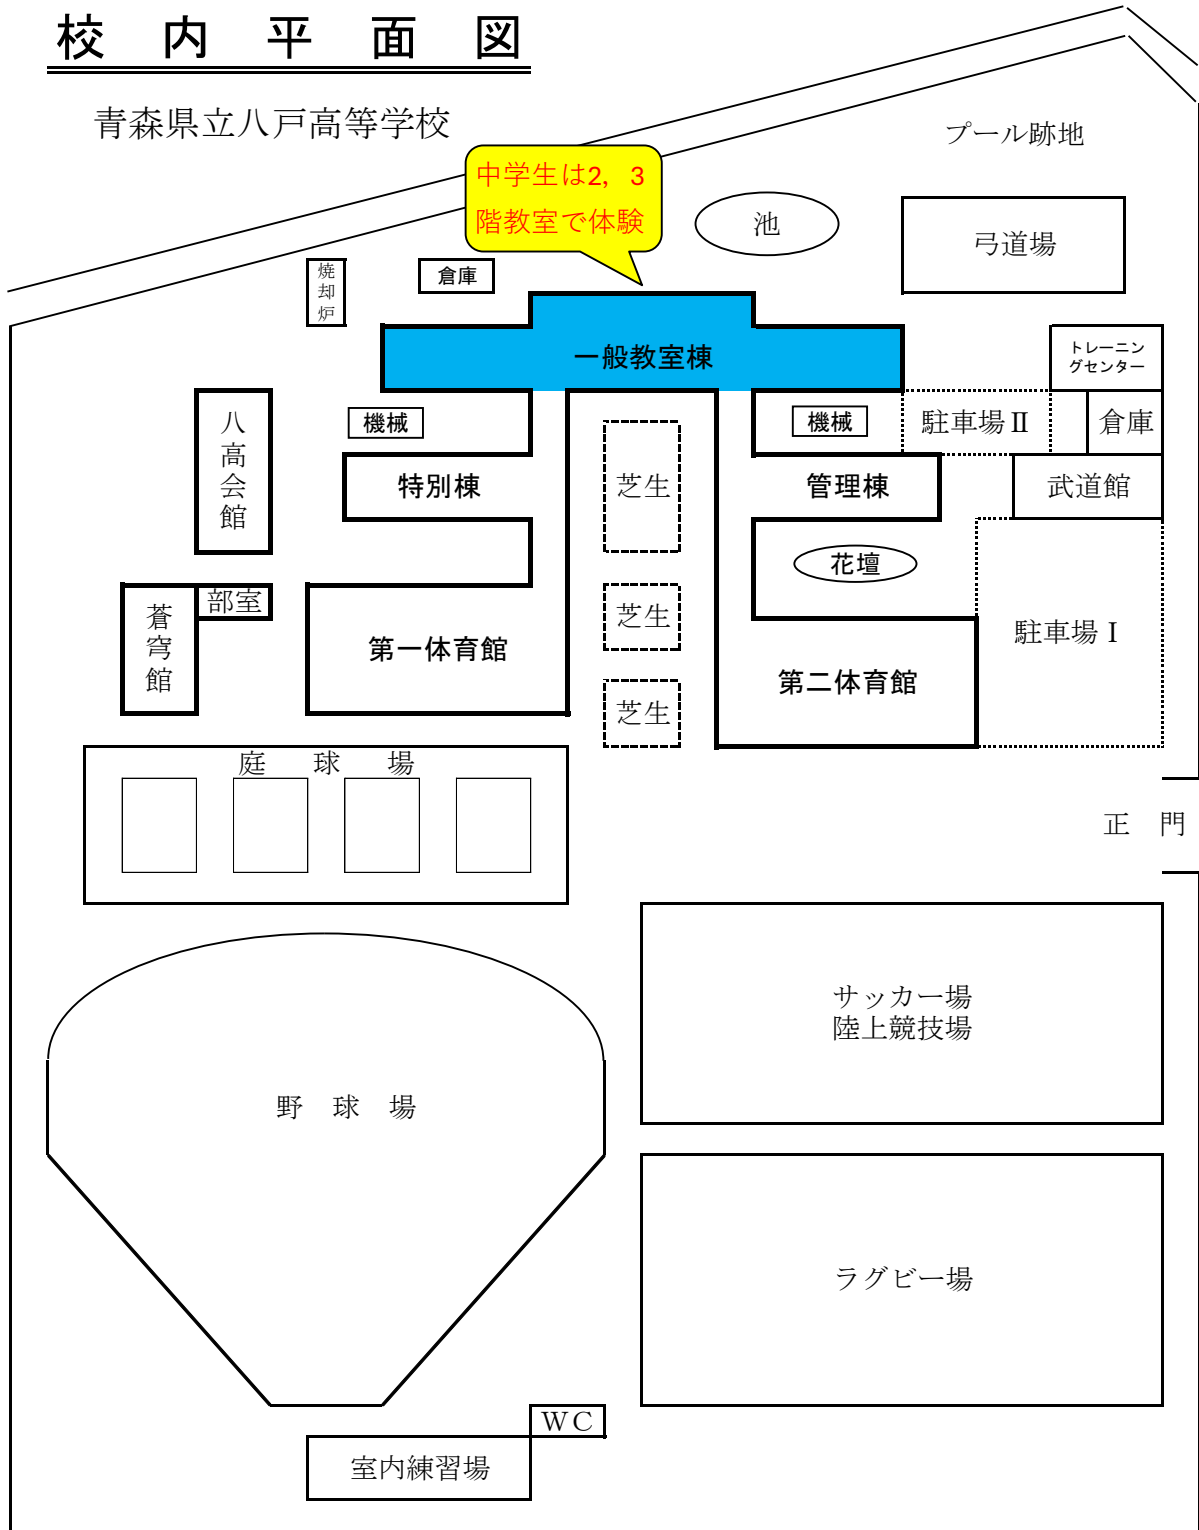 校内平面図
青森県立八戸高等学校
プール跡地
中学生は2，3
階教室で体験
池
弓道場
焼却炉
倉庫
一般教室棟
トレーニン
グセンター
八高会館
機械
機械
駐車場Ⅱ
倉庫
特別棟
芝生
管理棟
武道館
花壇
蒼穹館
部室
芝生
駐車場Ⅰ
第一体育館
第二体育館
芝生
庭球場
正門
サッカー場
陸上競技場
野球場
ラグビー場
ＷＣ
室内練習場